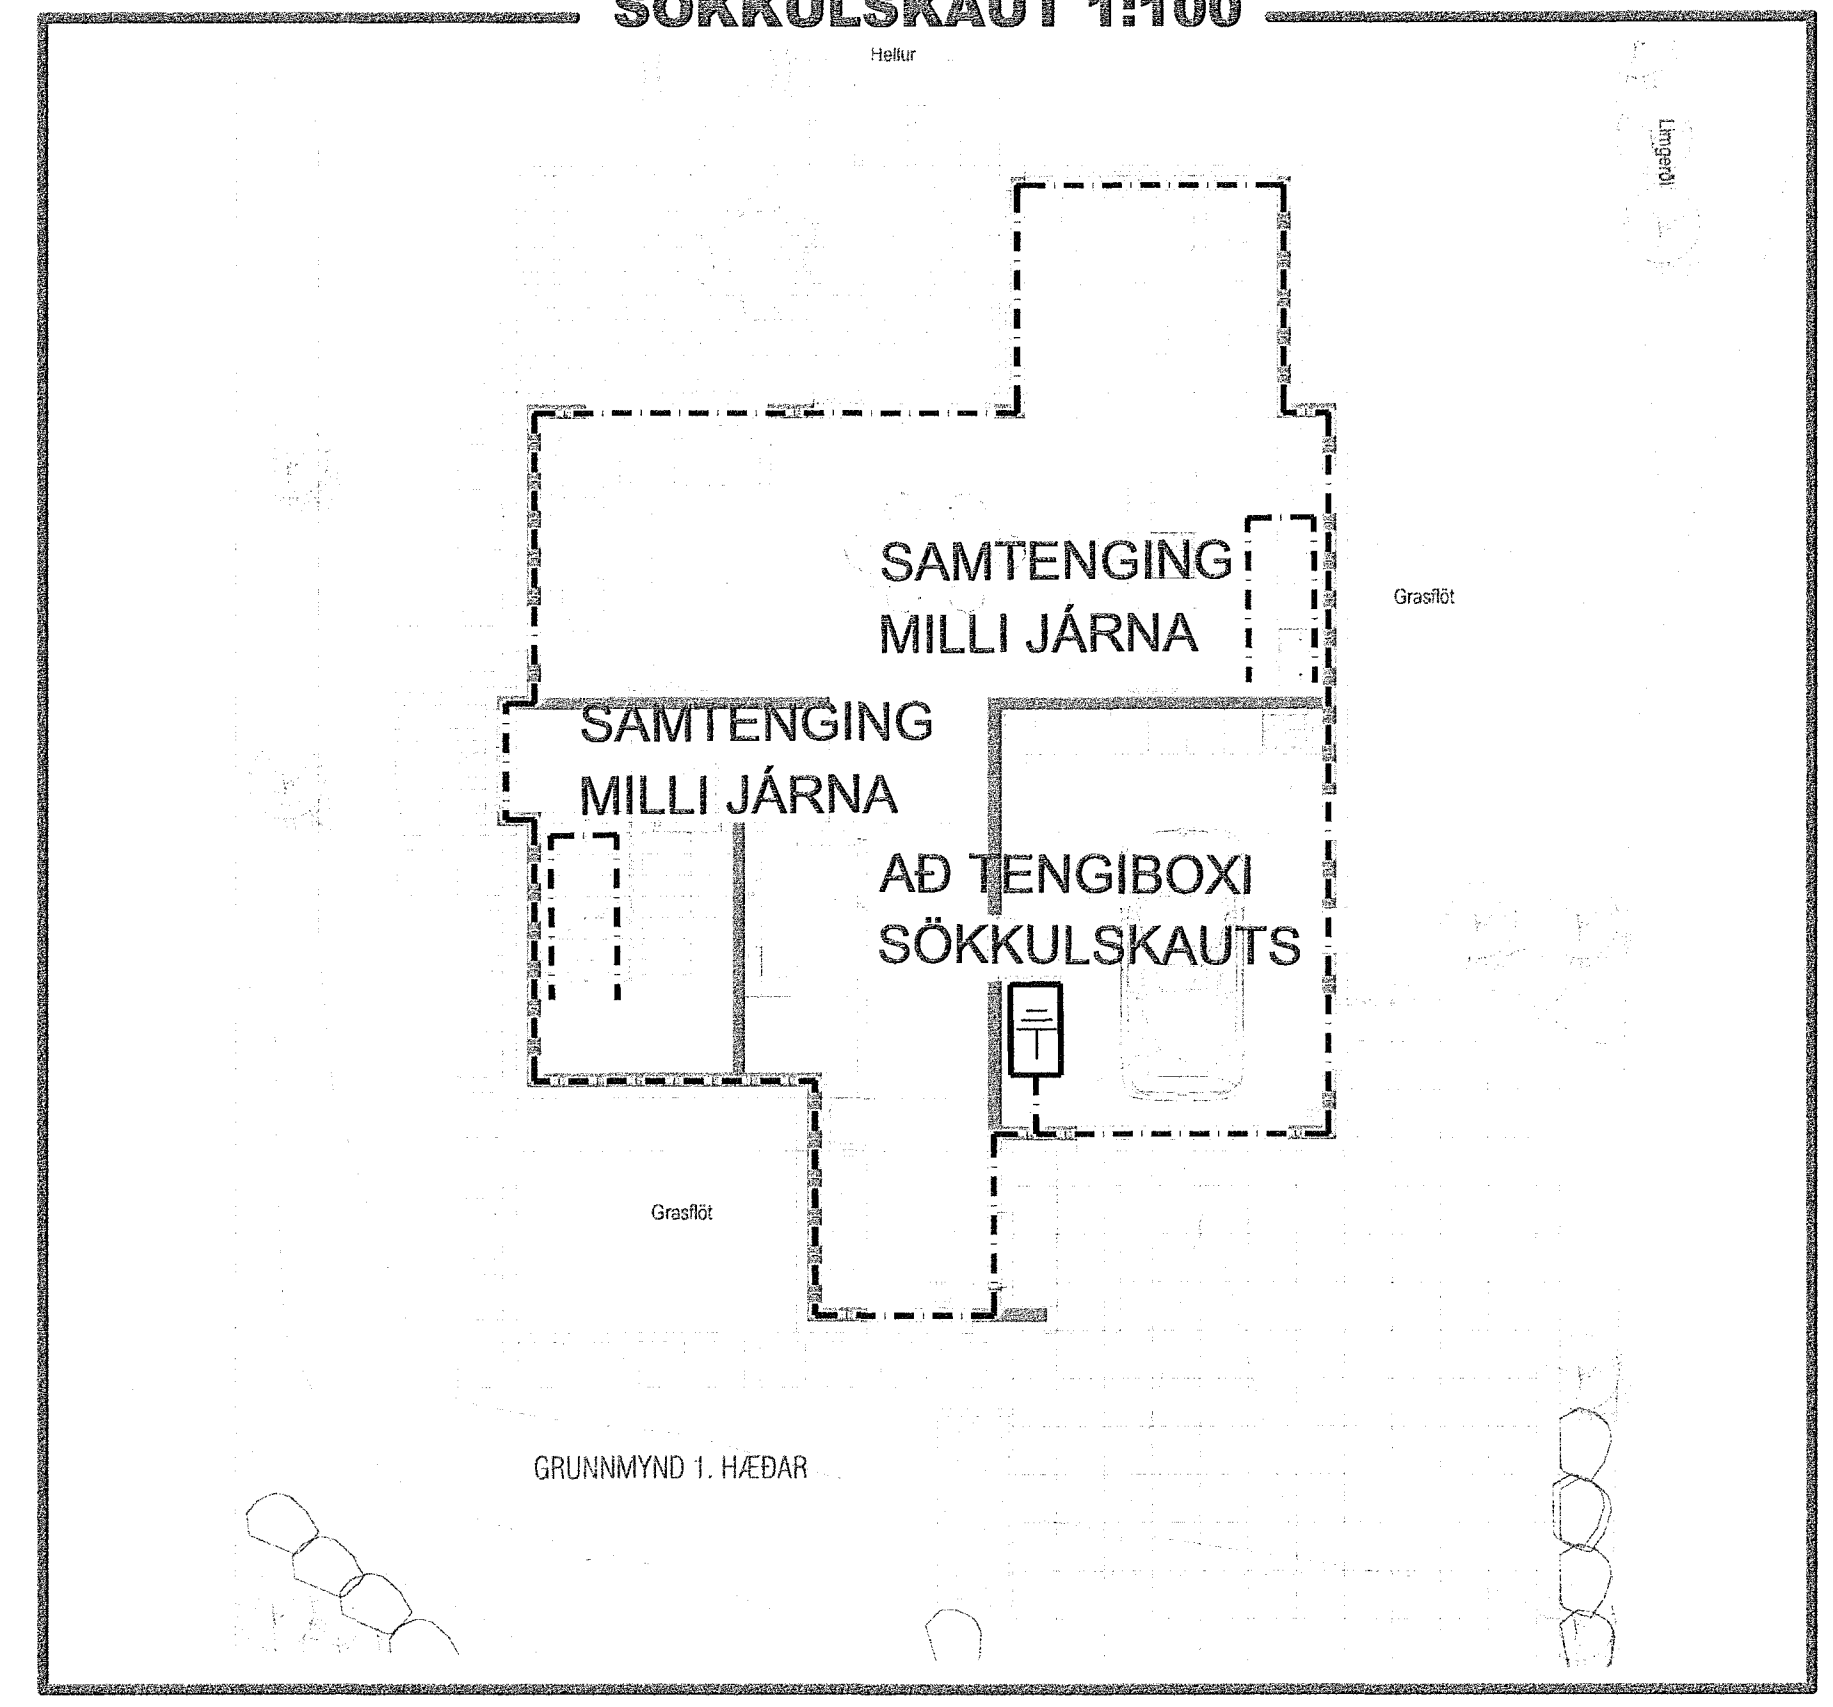 SÖKKULSKAUT 1:100
Hellur
Limgerði
SAMTENGING
MILLI JÁRNA
Grasflöt
SAMTENGING
MILLI JÁRNA
AÐ TENGIBOXI
SÖKKULSKAUTS
Grasflöt
GRUNNMYND 1. HÆÐAR